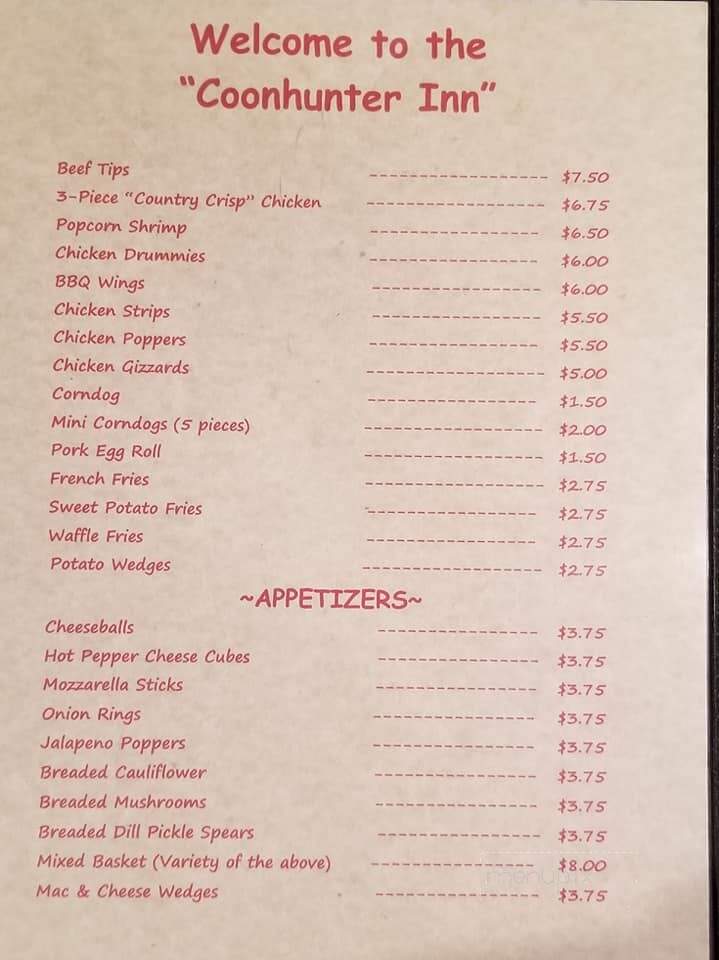 Welcome to the
"Coonhunter Inn"
Beef Tips ------------------ $7.50
3-Piece "Country Crisp" Chicken ------------------ $6.75
Popcorn Shrimp ----------------- $6.50
Chicken Drummies ----------------- $6.00
BBQ Wings ----------------- $6.00
Chicken Strips ----------------- $5.50
Chicken Poppers ----------------- $5.50
Chicken Gizzards ------------------ $5.00
Corndog ----------------- $1.50
Mini Corndogs (5 pieces) ------------------ $2.00
Pork Egg Roll ------------------ $1.50
French Fries ------------------ $2.75
Sweet Potato Fries ----------------- $2.75
Waffle Fries ----------------- $2.75
Potato Wedges ------------------ $2.75
~APPETIZERS~
Cheeseballs ---------------- $3.75
Hot Pepper Cheese Cubes ---------------- $3.75
Mozzarella Sticks ---------------- $3.75
Onion Rings ---------------- $3.75
Jalapeno Poppers ---------------- $3.75
Breaded Cauliflower ---------------- $3.75
Breaded Mushrooms ---------------- $3.75
Breaded Dill Pickle Spears ---------------- $3.75
Mixed Basket (Variety of the above) ---------------- $8.00
Mac & Cheese Wedges ---------------- $3.75